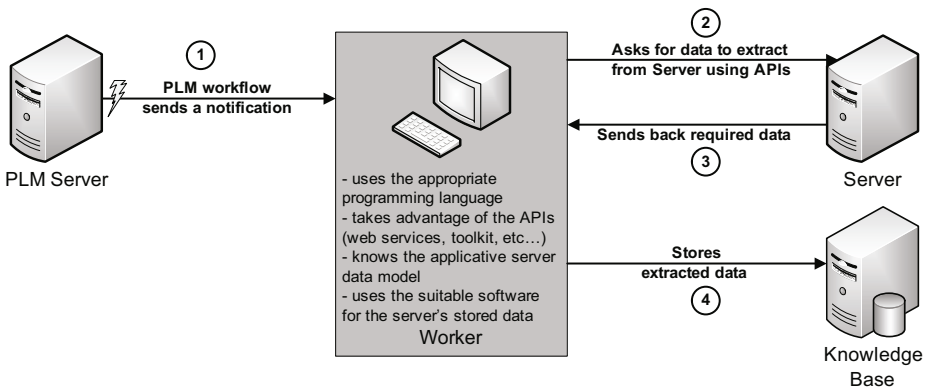 1
PLM workflow
sends a notification
PLM Server
- uses the appropriate
programming language
- takes advantage of the APIs
(web services, toolkit, etc…)
- knows the applicative server
data model
- uses the suitable software
for the server's stored data
Worker
2
Asks for data to extract
from Server using APIs
Sends back required data
3
Server
Stores
extracted data
4
Knowledge
Base